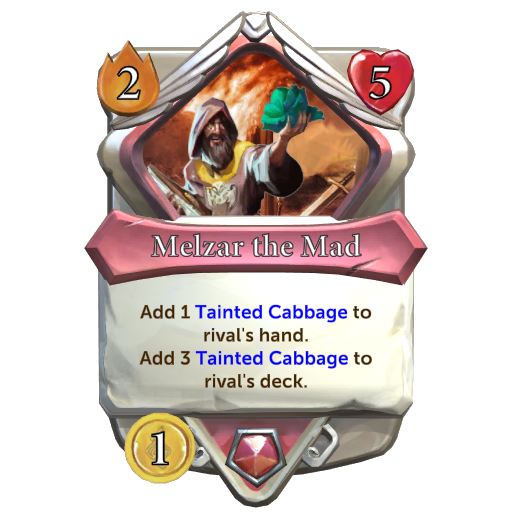 2
5
Melzar the Mad
Add 1 Tainted Cabbage to
rival's hand.
Add 3 Tainted Cabbage to
rival's deck.
1